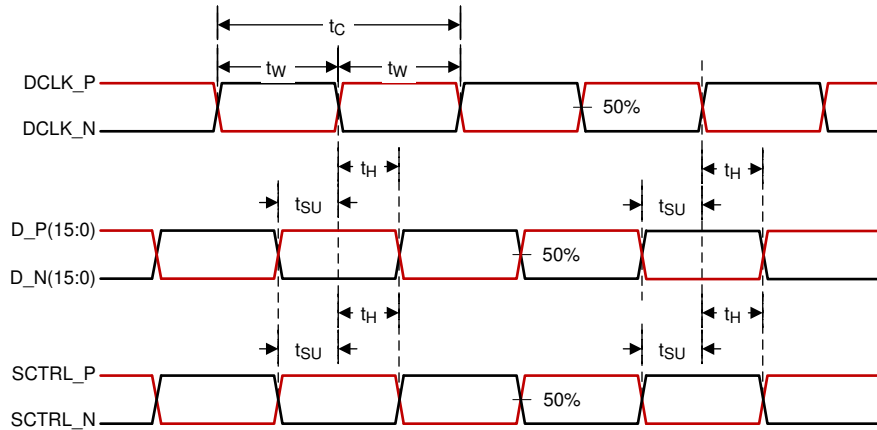 tC
tW tW
DCLK_P
DCLK_N
50%
tH tH
tSU tSU
D_P(15:0)
D_N(15:0)
50%
tH tH
tSU tSU
SCTRL_P
SCTRL_N
50%